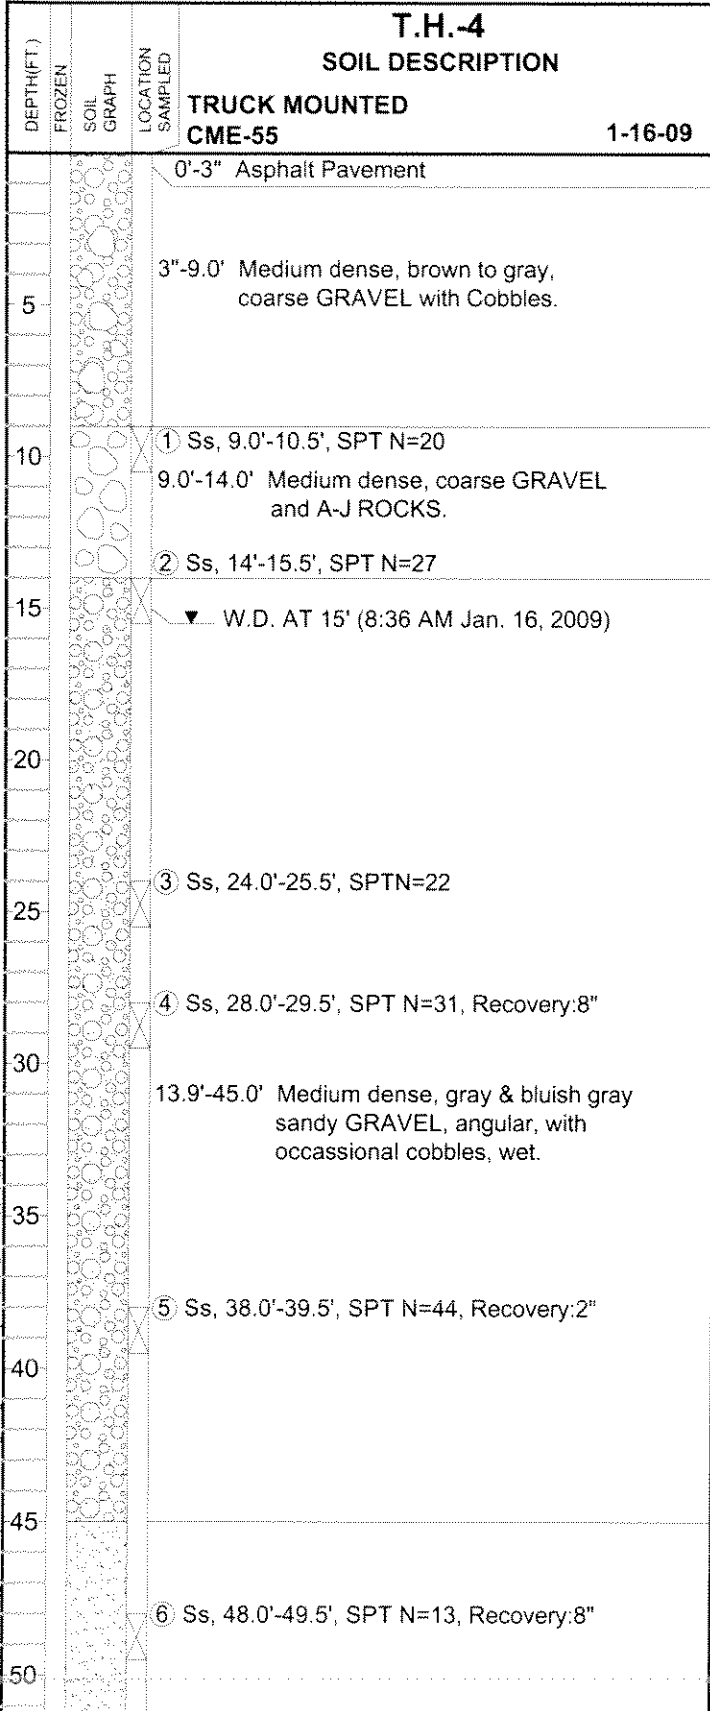 T.H.-4
SOIL DESCRIPTION
DEPTH(FT.)
FROZEN
SOIL GRAPH
LOCATION SAMPLED
TRUCK MOUNTED
CME-55 1-16-09
0'-3" Asphalt Pavement
3"-9.0' Medium dense, brown to gray,
coarse GRAVEL with Cobbles.
5
1 Ss, 9.0'-10.5', SPT N=20
10
9.0'-14.0' Medium dense, coarse GRAVEL
and A-J ROCKS.
2 Ss, 14'-15.5', SPT N=27
15
▼ W.D. AT 15' (8:36 AM Jan. 16, 2009)
20
3 Ss, 24.0'-25.5', SPTN=22
25
4 Ss, 28.0'-29.5', SPT N=31, Recovery:8"
30
13.9'-45.0' Medium dense, gray & bluish gray
sandy GRAVEL, angular, with
occassional cobbles, wet.
35
5 Ss, 38.0'-39.5', SPT N=44, Recovery:2"
40
45
6 Ss, 48.0'-49.5', SPT N=13, Recovery:8"
50